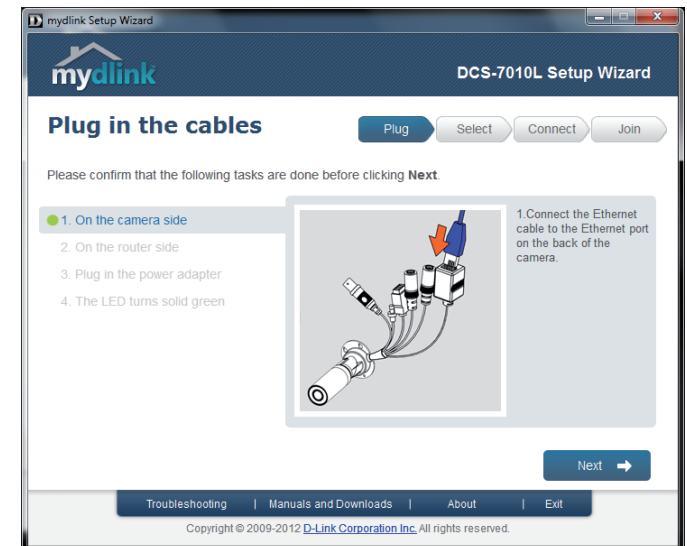 mydlink Setup Wizard
mydlink
DCS-7010L Setup Wizard
Plug in the cables
Plug
Select
Connect
Join
Please confirm that the following tasks are done before clicking Next.
1. On the camera side
2. On the router side
3. Plug in the power adapter
4. The LED turns solid green
1.Connect the Ethernet
cable to the Ethernet port
on the back of the
camera.
Next
Troubleshooting | Manuals and Downloads | About | Exit
Copyright © 2009-2012 D-Link Corporation Inc. All rights reserved.